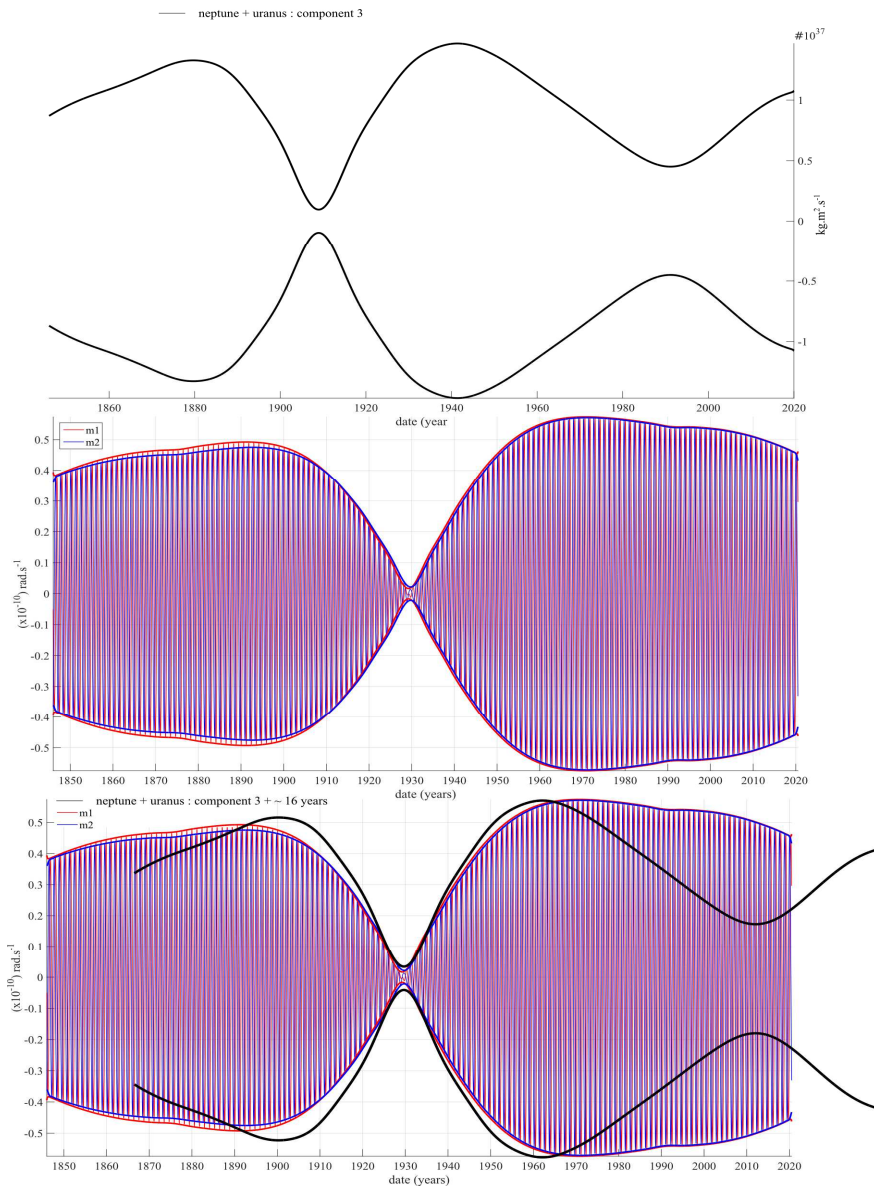 neptune + uranus : component 3
#10^37
1
0.5
0
-0.5
-1
kg.m².s⁻¹
1860 1880 1900 1920 1940 1960 1980 2000 2020
date (year
m1
m2
0.5
0.4
0.3
0.2
0.1
0
-0.1
-0.2
-0.3
-0.4
-0.5
(x10⁻¹⁰) rad.s⁻¹
1850 1860 1870 1880 1890 1900 1910 1920 1930 1940 1950 1960 1970 1980 1990 2000 2010 2020
date (years)
neptune + uranus : component 3 + ~ 16 years
m1
m2
0.5
0.4
0.3
0.2
0.1
0
-0.1
-0.2
-0.3
-0.4
-0.5
(x10⁻¹⁰) rad.s⁻¹
1850 1860 1870 1880 1890 1900 1910 1920 1930 1940 1950 1960 1970 1980 1990 2000 2010 2020
date (years)